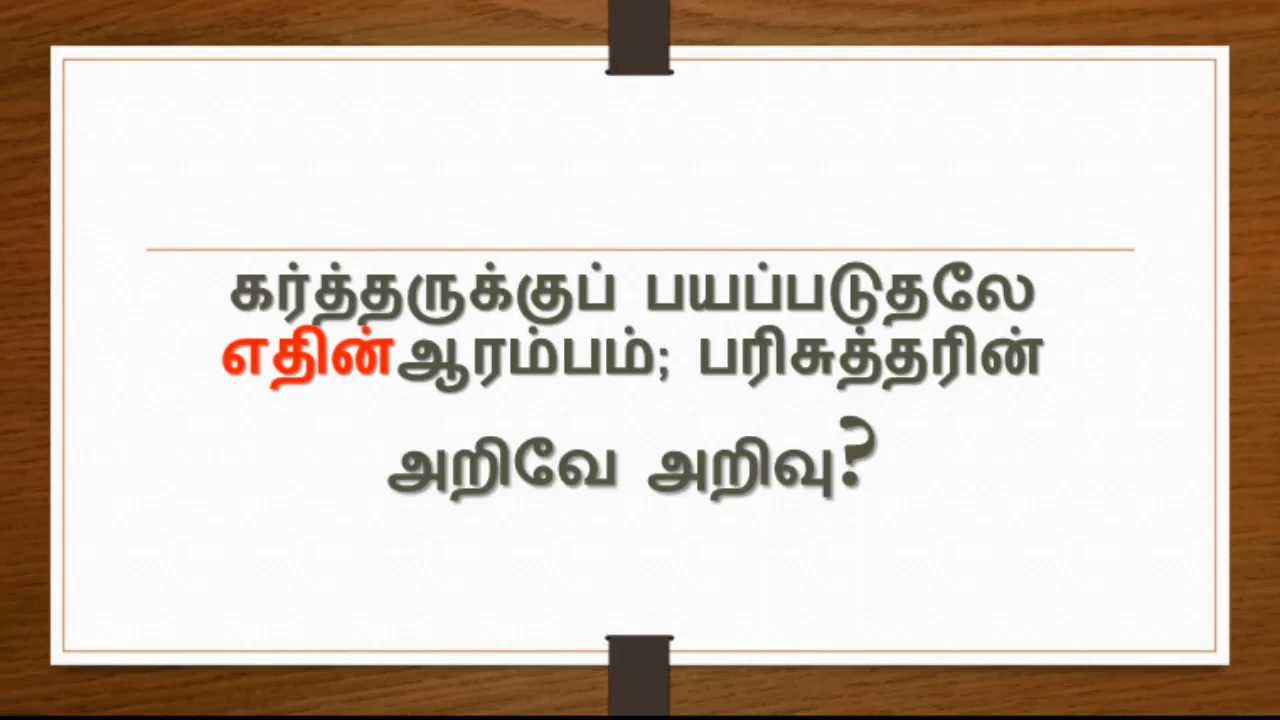 கர்த்தருக்குப் பயப்படுதலே
எதின்ஆரம்பம்; பரிசுத்தரின்
அறிவே அறிவு?